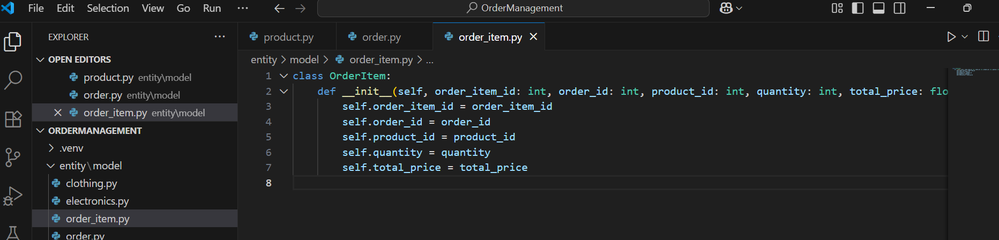 File Edit Selection View Go Run ... OrderManagement
EXPLORER ...
OPEN EDITORS
product.py entity\model
order.py entity\model
order_item.py entity\model
ORDERMANAGEMENT
.venv
entity\model
clothing.py
electronics.py
order_item.py
order.py
product.py order.py order_item.py
entity > model > order_item.py > ...
1 class OrderItem:
2 def __init__(self, order_item_id: int, order_id: int, product_id: int, quantity: int, total_price: flo
3 self.order_item_id = order_item_id
4 self.order_id = order_id
5 self.product_id = product_id
6 self.quantity = quantity
7 self.total_price = total_price
8